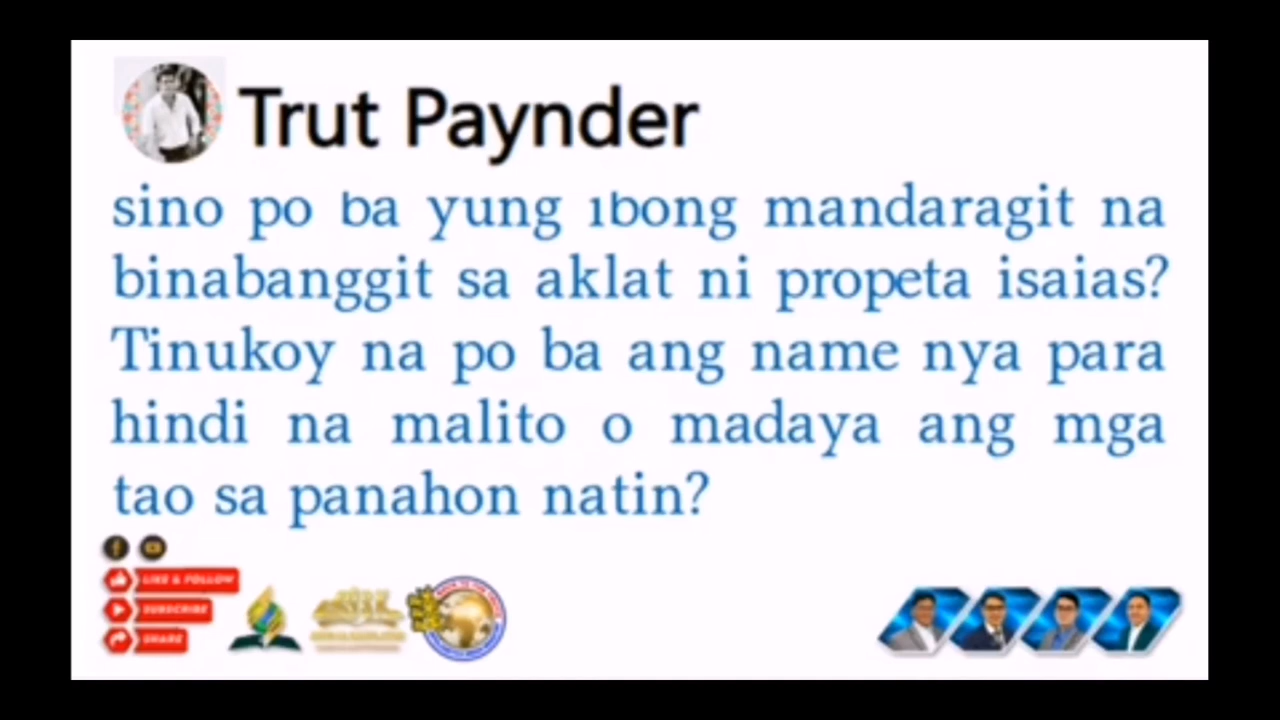 Trut Paynder
sino po ba yung ibong mandaragit na
binabanggit sa aklat ni propeta isaias?
Tinukoy na po ba ang name nya para
hindi na malito o madaya ang mga
tao sa panahon natin?
LIKE & FOLLOW
SUBSCRIBE
SHARE